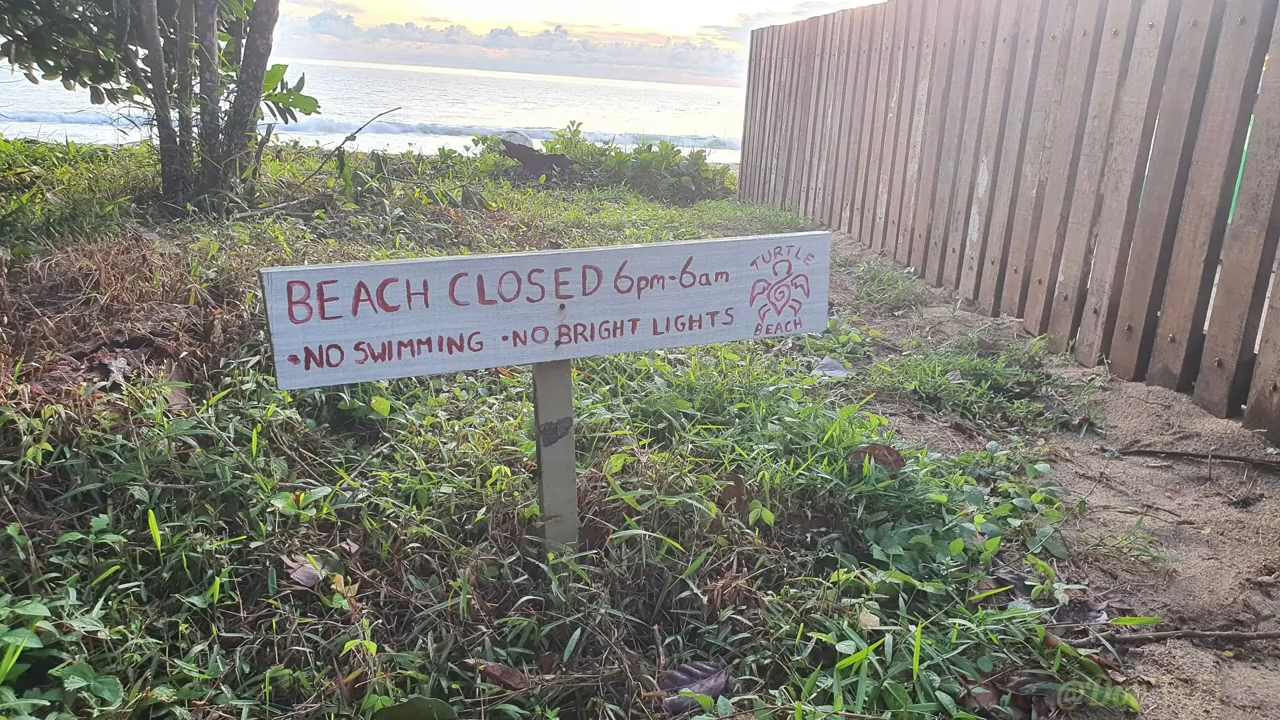 BEACH CLOSED 6pm-6am
•NO SWIMMING •NO BRIGHT LIGHTS
TURTLE
BEACH